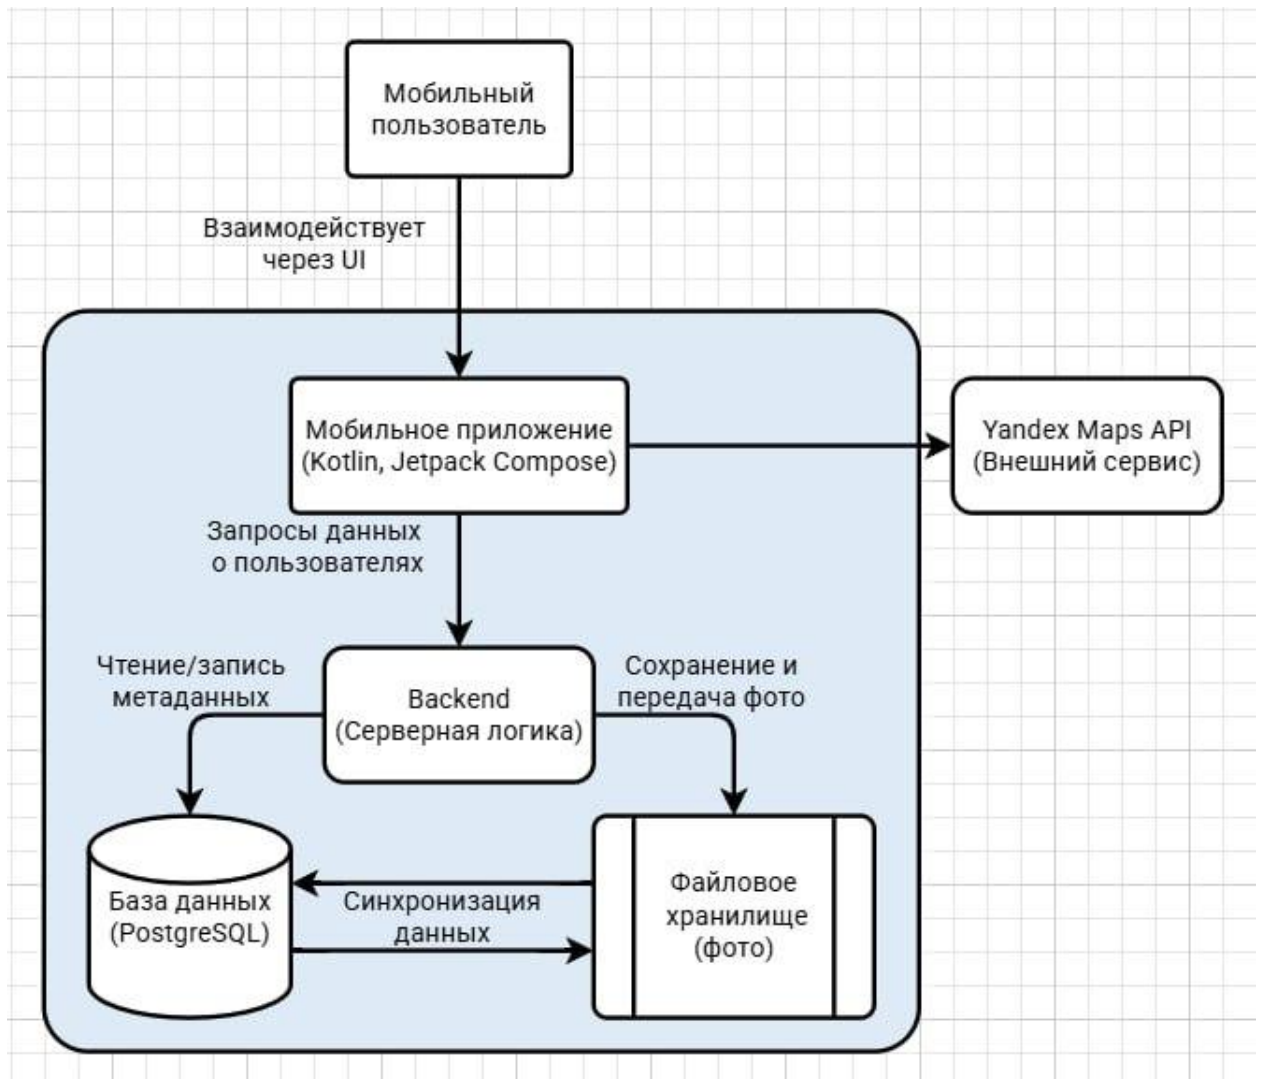 Мобильный
пользователь
Взаимодействует
через UI
Мобильное приложение
(Kotlin, Jetpack Compose)
Yandex Maps API
(Внешний сервис)
Запросы данных
о пользователях
Чтение/запись
метаданных
Backend
(Серверная логика)
Сохранение и
передача фото
База данных
(PostgreSQL)
Синхронизация
данных
Файловое
хранилище
(фото)